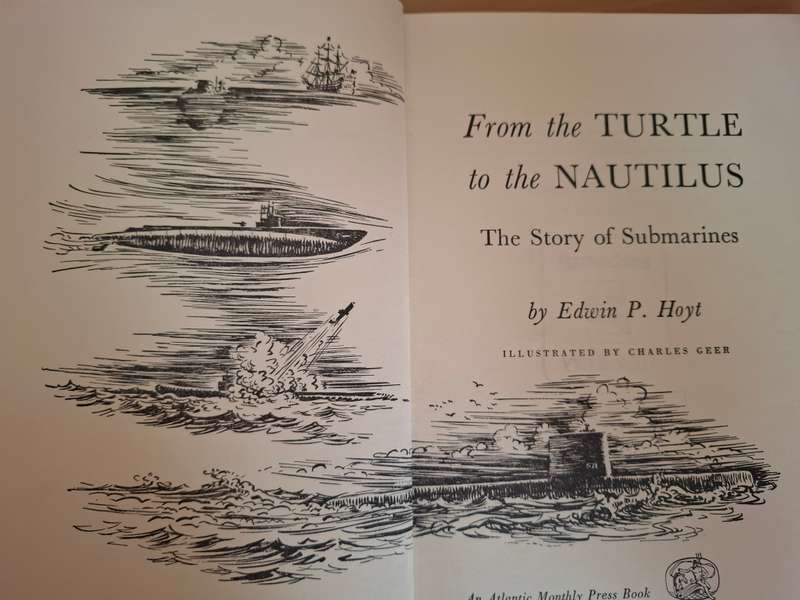 From the TURTLE
to the NAUTILUS
The Story of Submarines
by Edwin P. Hoyt
ILLUSTRATED BY CHARLES GEER
571
An Atlantic Monthly Press Book